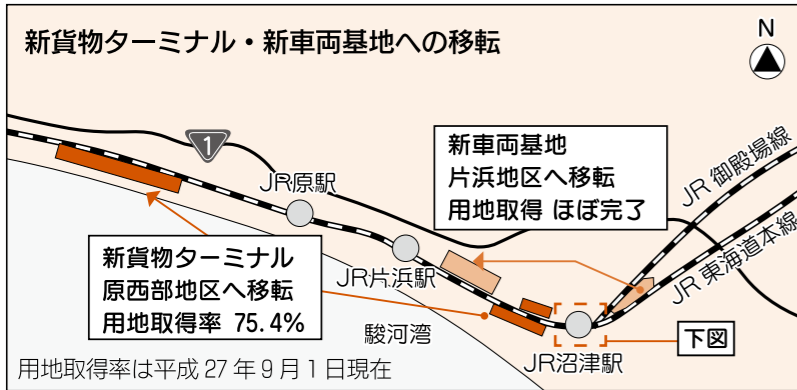 新貨物ターミナル・新車両基地への移転
N
1
新車両基地
片浜地区へ移転
用地取得 ほぼ完了
JR御殿場線
JR原駅
JR東海道本線
新貨物ターミナル
原西部地区へ移転
用地取得率 75.4%
JR片浜駅
駿河湾
下図
JR沼津駅
用地取得率は平成27年9月1日現在